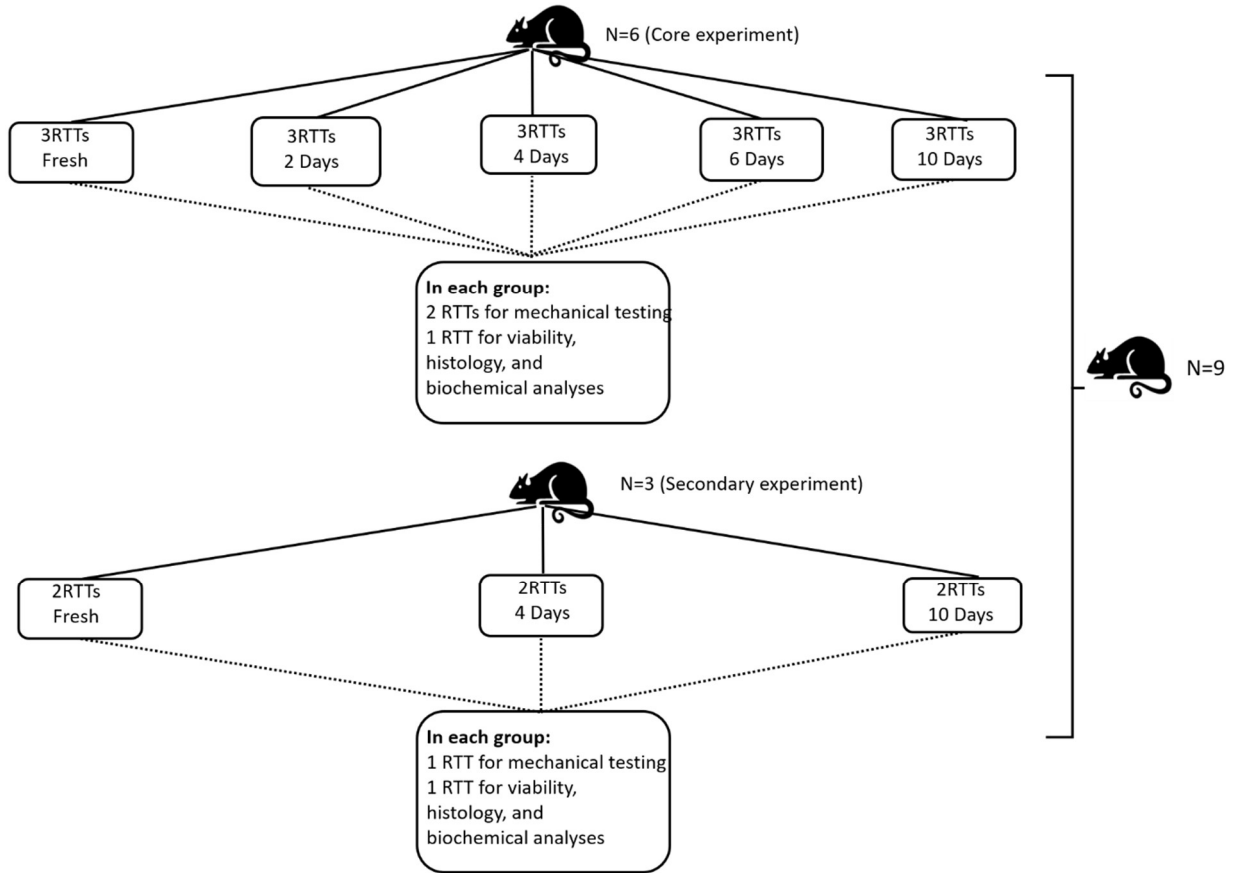 N=6 (Core experiment)
3RTTs
Fresh
3RTTs
2 Days
3RTTs
4 Days
3RTTs
6 Days
3RTTs
10 Days
In each group:
2 RTTs for mechanical testing
1 RTT for viability,
histology, and
biochemical analyses
N=9
N=3 (Secondary experiment)
2RTTs
Fresh
2RTTs
4 Days
2RTTs
10 Days
In each group:
1 RTT for mechanical testing
1 RTT for viability,
histology, and
biochemical analyses